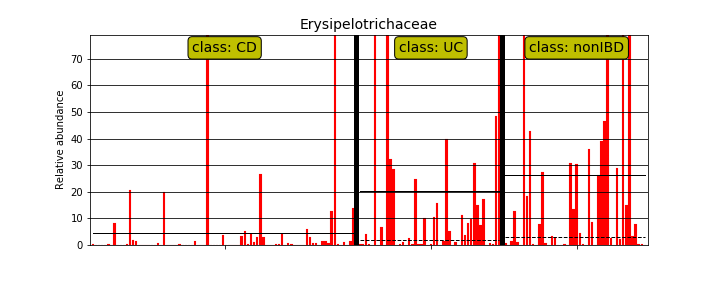 Erysipelotrichaceae
class: CD
class: UC
class: nonIBD
Relative abundance
70
60
50
40
30
20
10
0